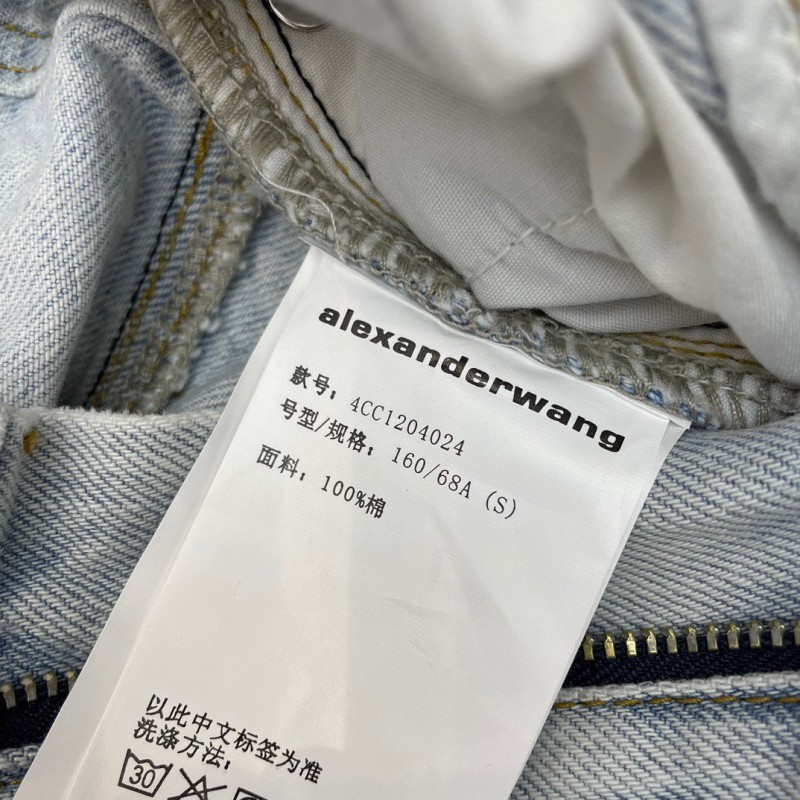 alexanderwang
款号：4CC1204024
号型/规格：160/68A (S)
面料：100%棉
以此中文标签为准
洗涤方法：
30